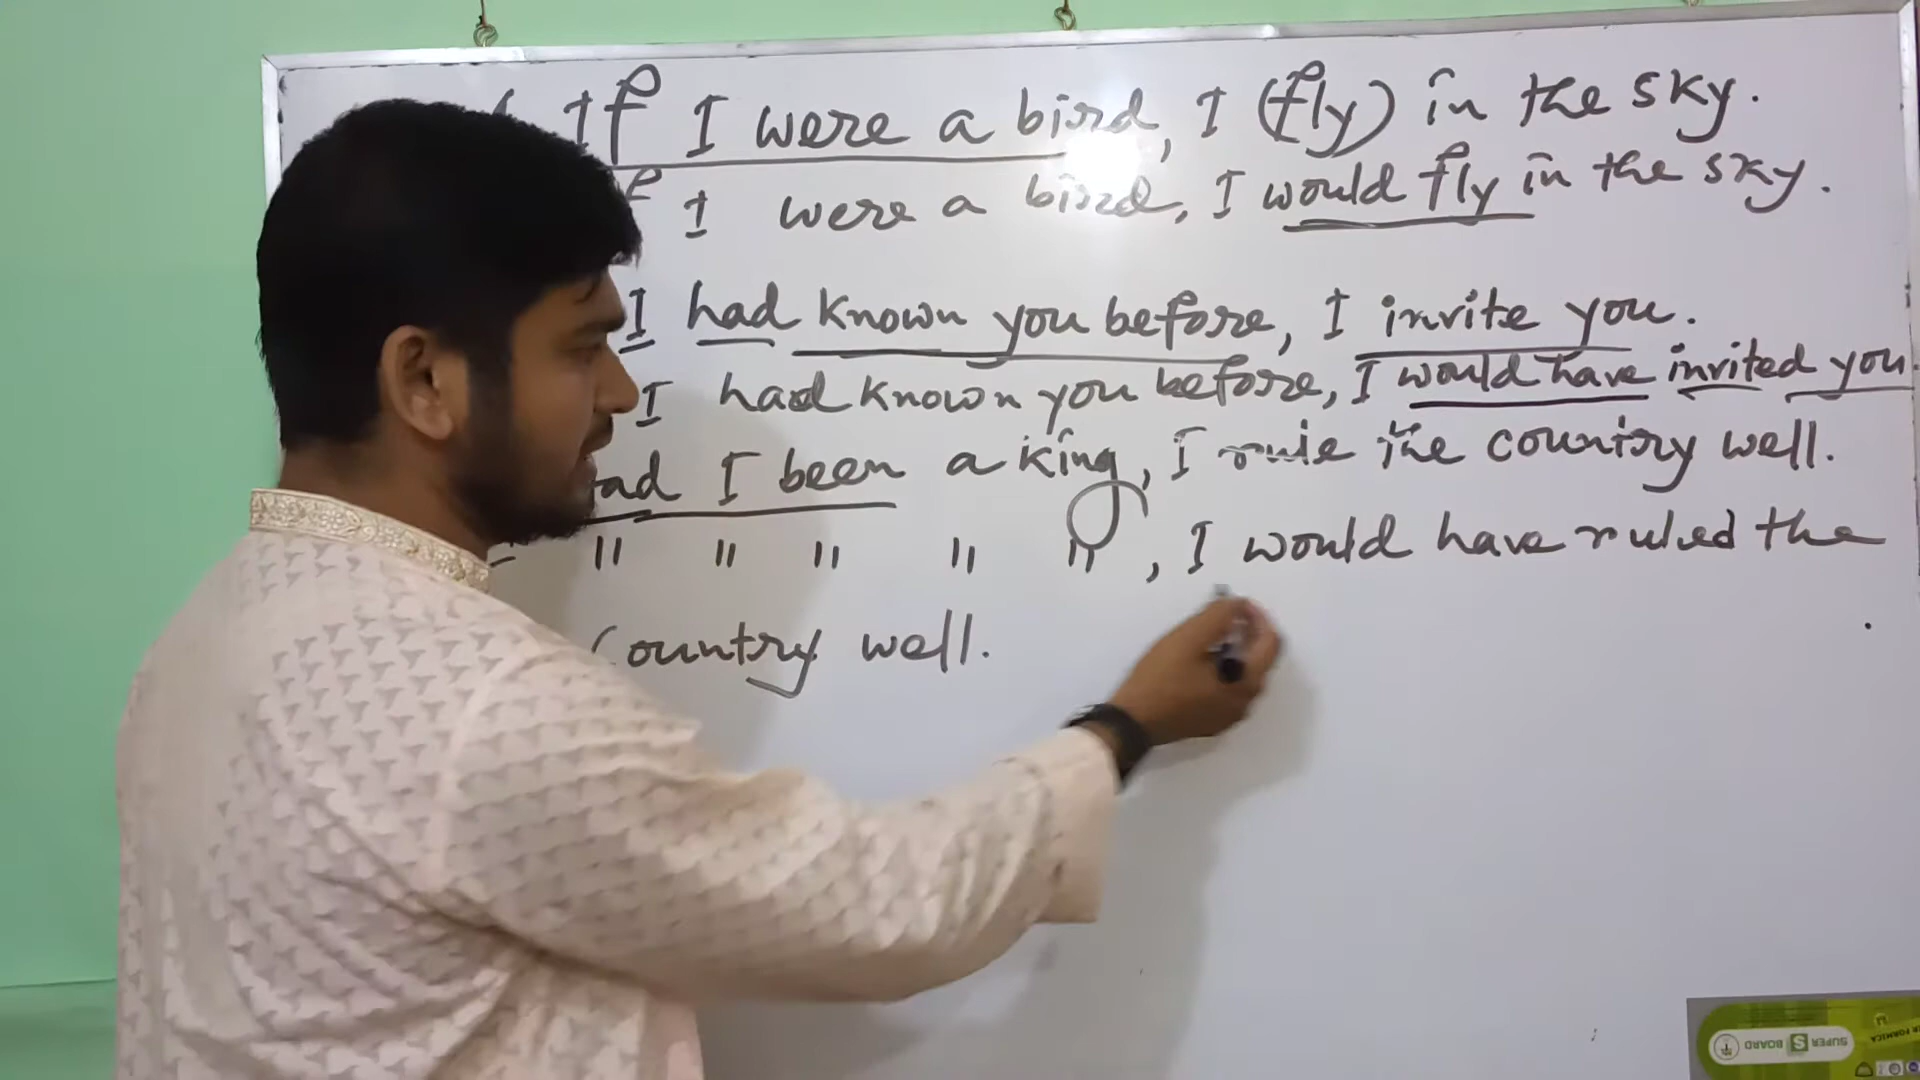 If I were a bird, I (fly) in the sky.
I were a bird, I would fly in the sky.
I had known you before, I invite you.
I had known you before, I would have invited you.
ad I been a king, I rule the country well.
" " " " ", I would have ruled the
country well.
SUPER BOARD
FORMICA